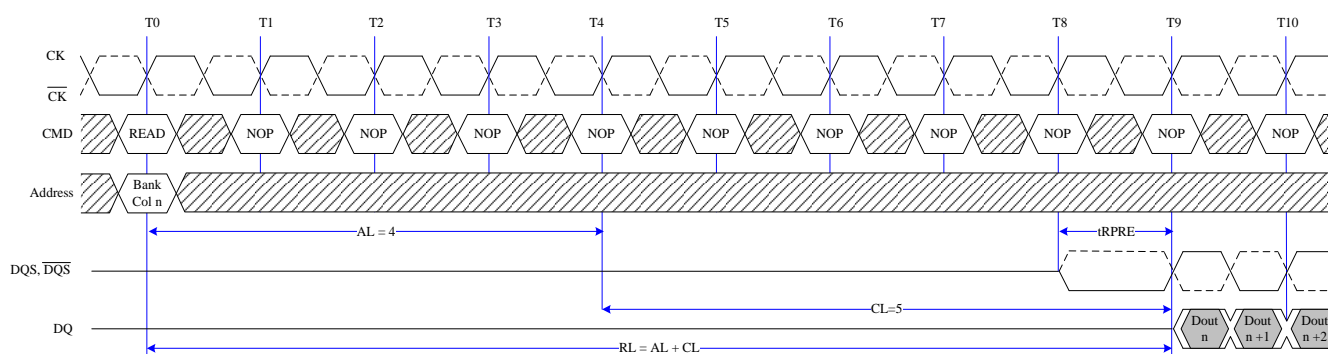 T0 T1 T2 T3 T4 T5 T6 T7 T8 T9 T10
CK
C̅K̅
CMD READ NOP NOP NOP NOP NOP NOP NOP NOP NOP NOP
Address Bank
Col n
AL = 4 tRPRE
DQS, D̅Q̅S̅
CL=5
DQ Dout Dout Dout
n n +1 n +2
RL = AL + CL